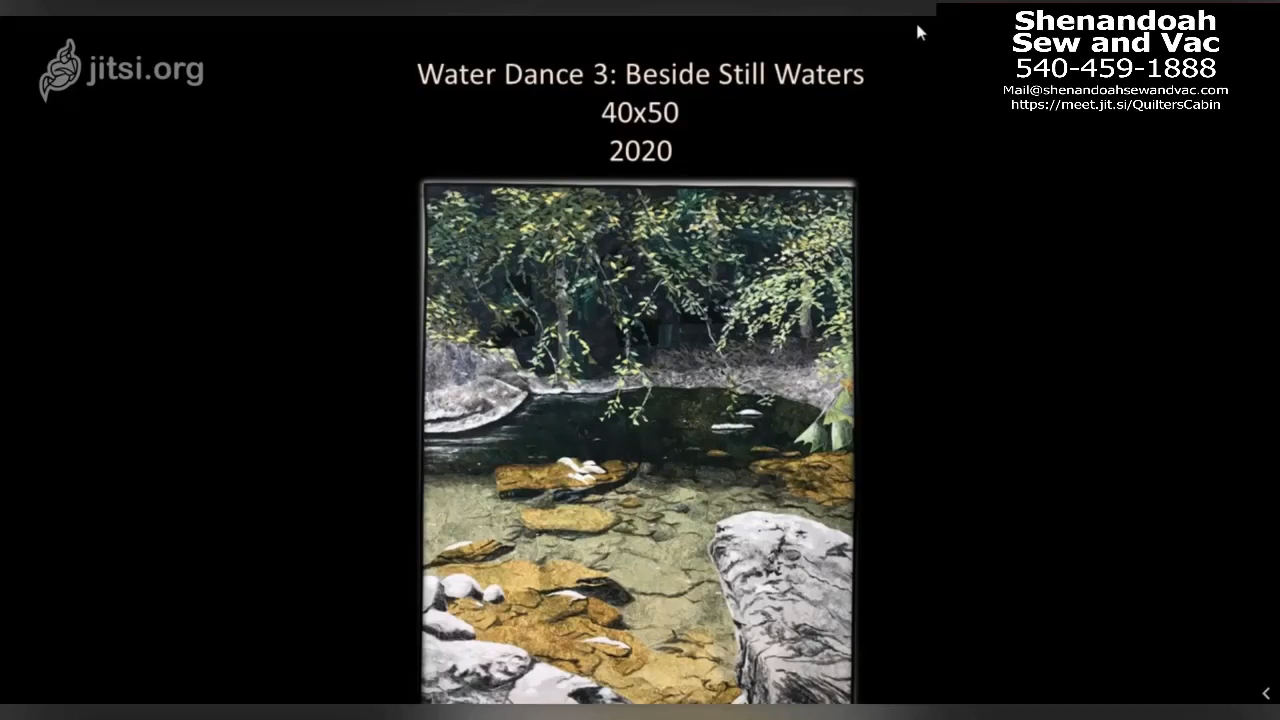 jitsi.org
Water Dance 3: Beside Still Waters
40x50
2020
Shenandoah
Sew and Vac
540-459-1888
Mail@shenandoahsewandvac.com
https://meet.jit.si/QuiltersCabin